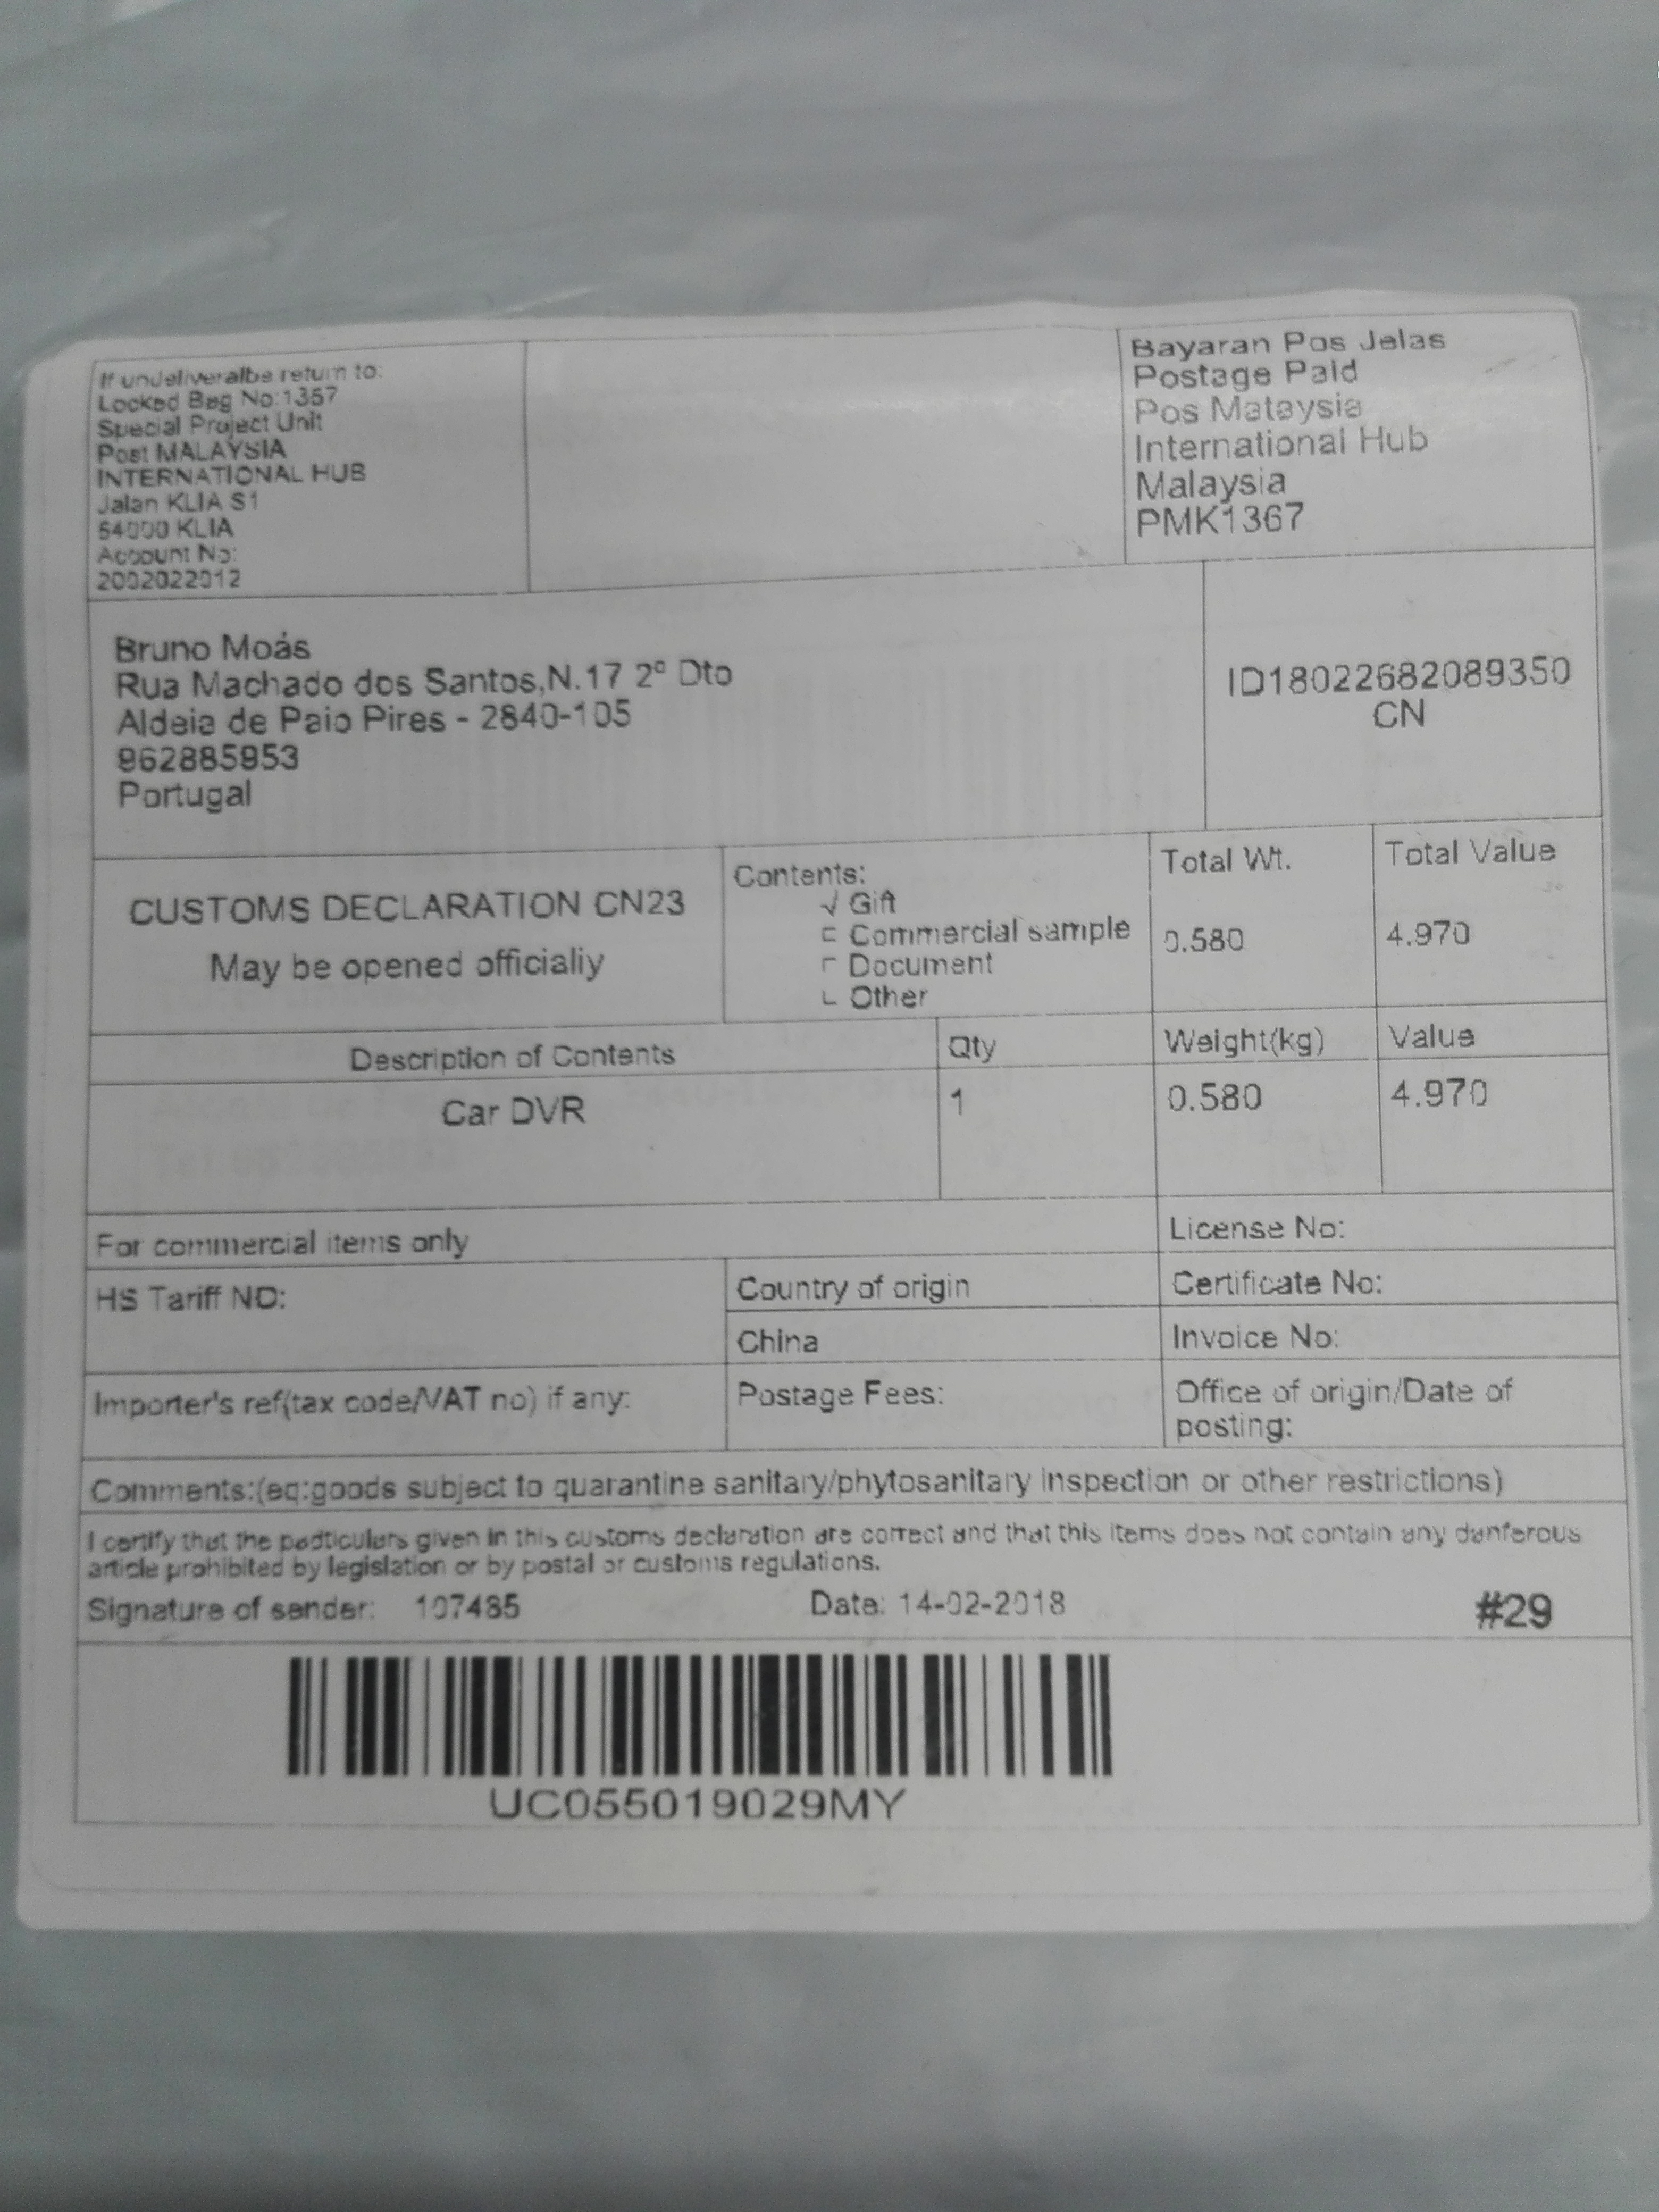 If undeliveralbe return to:
Locked Bag No:1367
Special Project Unit
Post MALAYSIA
INTERNATIONAL HUB
Jalan KLIA S1
64000 KLIA
Account No:
2002022012
Bayaran Pos Jelas
Postage Paid
Pos Malaysia
International Hub
Malaysia
PMK1367
Bruno Moás
Rua Machado dos Santos,N.17 2º Dto
Aldeia de Paio Pires - 2840-105
962885953
Portugal
ID18022682089350
CN
CUSTOMS DECLARATION CN23
May be opened officialiy
Contents:
√ Gift
Commercial sample
Document
Other
Total Wt.
0.580
Total Value
4.970
Description of Contents
Qty
Weight(kg)
Value
Car DVR
1
0.580
4.970
For commercial items only
License No:
HS Tariff NO:
Country of origin
Certificate No:
China
Invoice No:
Importer's ref(tax code/VAT no) if any:
Postage Fees:
Office of origin/Date of
posting:
Comments:(eq:goods subject to quarantine sanitary/phytosanitary inspection or other restrictions)
I certify that the padticulars given in this customs declaration are correct and that this items does not contain any danferous
article prohibited by legislation or by postal or customs regulations.
Signature of sender: 107485
Date: 14-02-2018
#29
UC055019029MY